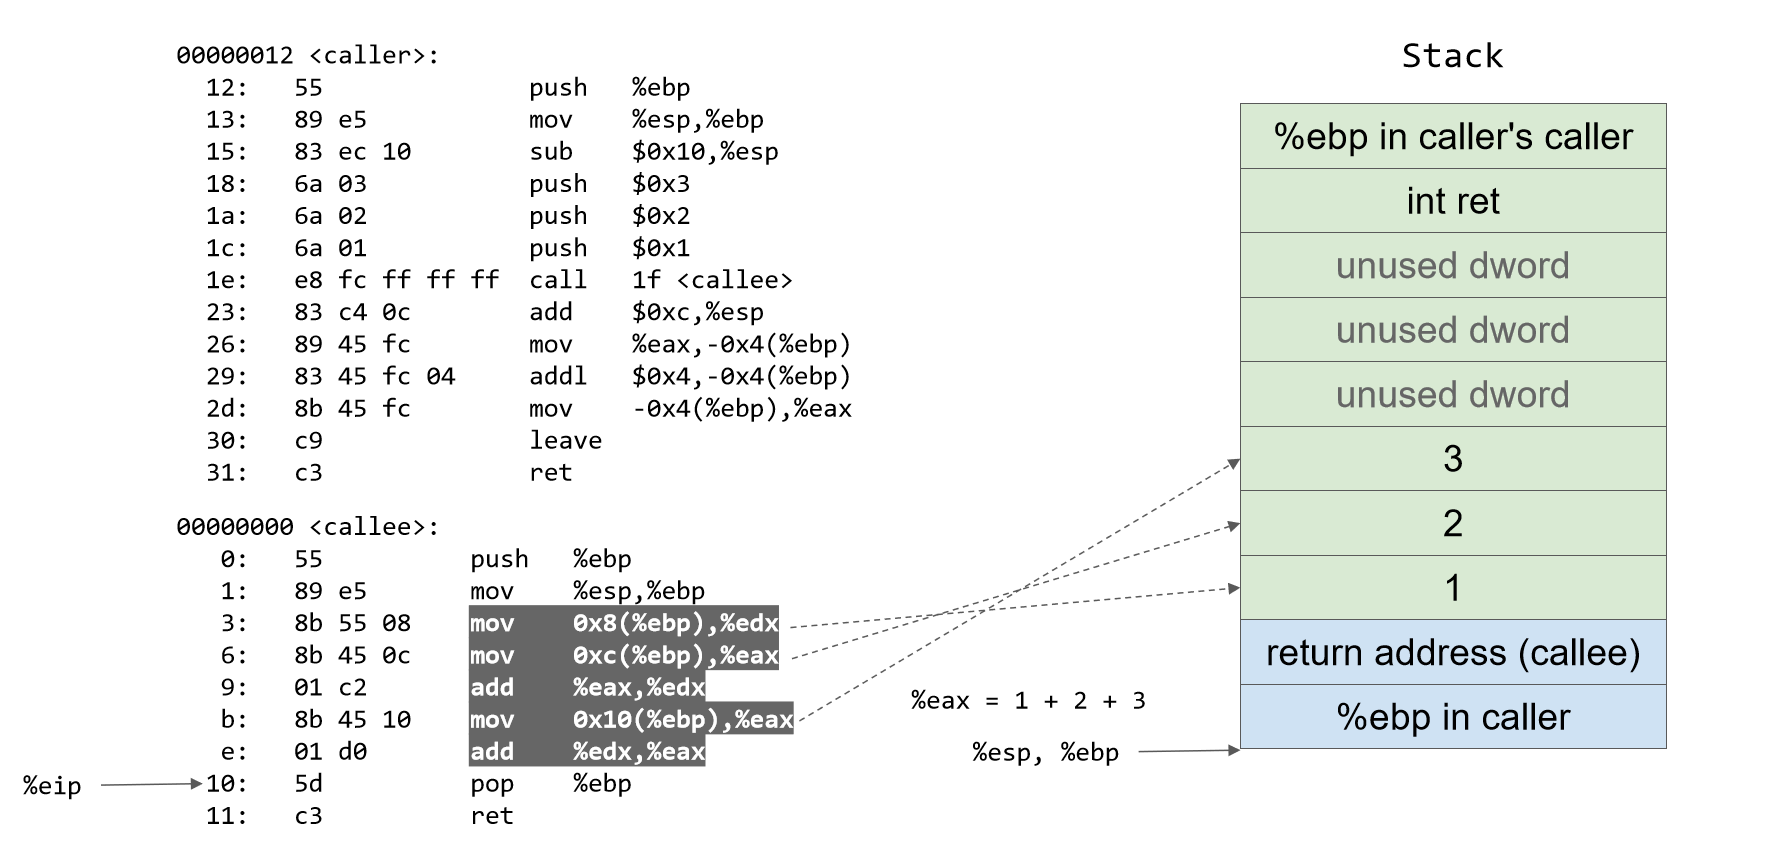 00000012 <caller>:
12: 55 push %ebp
13: 89 e5 mov %esp,%ebp
15: 83 ec 10 sub $0x10,%esp
18: 6a 03 push $0x3
1a: 6a 02 push $0x2
1c: 6a 01 push $0x1
1e: e8 fc ff ff ff call 1f <callee>
23: 83 c4 0c add $0xc,%esp
26: 89 45 fc mov %eax,-0x4(%ebp)
29: 83 45 fc 04 addl $0x4,-0x4(%ebp)
2d: 8b 45 fc mov -0x4(%ebp),%eax
30: c9 leave
31: c3 ret
00000000 <callee>:
0: 55 push %ebp
1: 89 e5 mov %esp,%ebp
3: 8b 55 08 mov 0x8(%ebp),%edx
6: 8b 45 0c mov 0xc(%ebp),%eax
9: 01 c2 add %eax,%edx
b: 8b 45 10 mov 0x10(%ebp),%eax
e: 01 d0 add %edx,%eax
%eip
10: 5d pop %ebp
11: c3 ret
%eax = 1 + 2 + 3
%esp, %ebp
Stack
%ebp in caller's caller
int ret
unused dword
unused dword
unused dword
3
2
1
return address (callee)
%ebp in caller